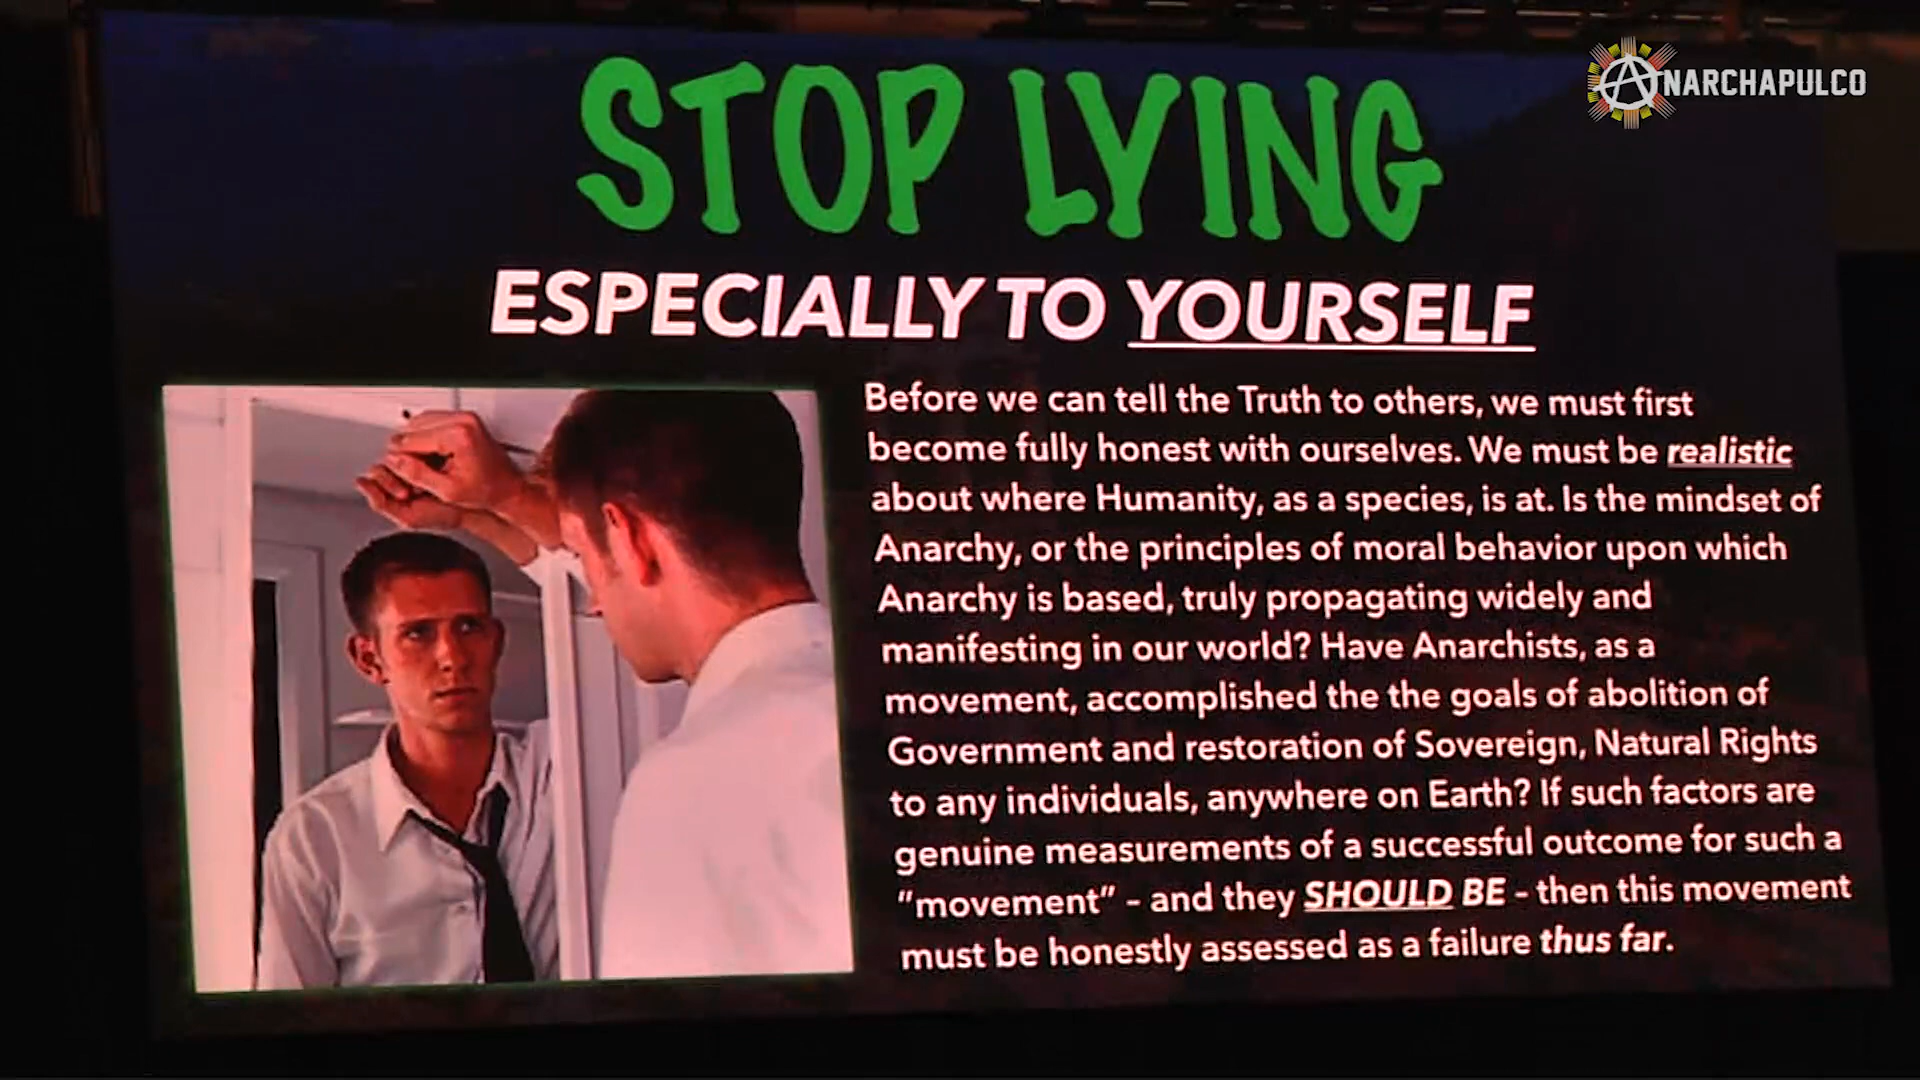 ANARCHAPULCO
STOP LYING
ESPECIALLY TO YOURSELF
Before we can tell the Truth to others, we must first
become fully honest with ourselves. We must be realistic
about where Humanity, as a species, is at. Is the mindset of
Anarchy, or the principles of moral behavior upon which
Anarchy is based, truly propagating widely and
manifesting in our world? Have Anarchists, as a
movement, accomplished the the goals of abolition of
Government and restoration of Sovereign, Natural Rights
to any individuals, anywhere on Earth? If such factors are
genuine measurements of a successful outcome for such a
"movement" - and they SHOULD BE - then this movement
must be honestly assessed as a failure thus far.